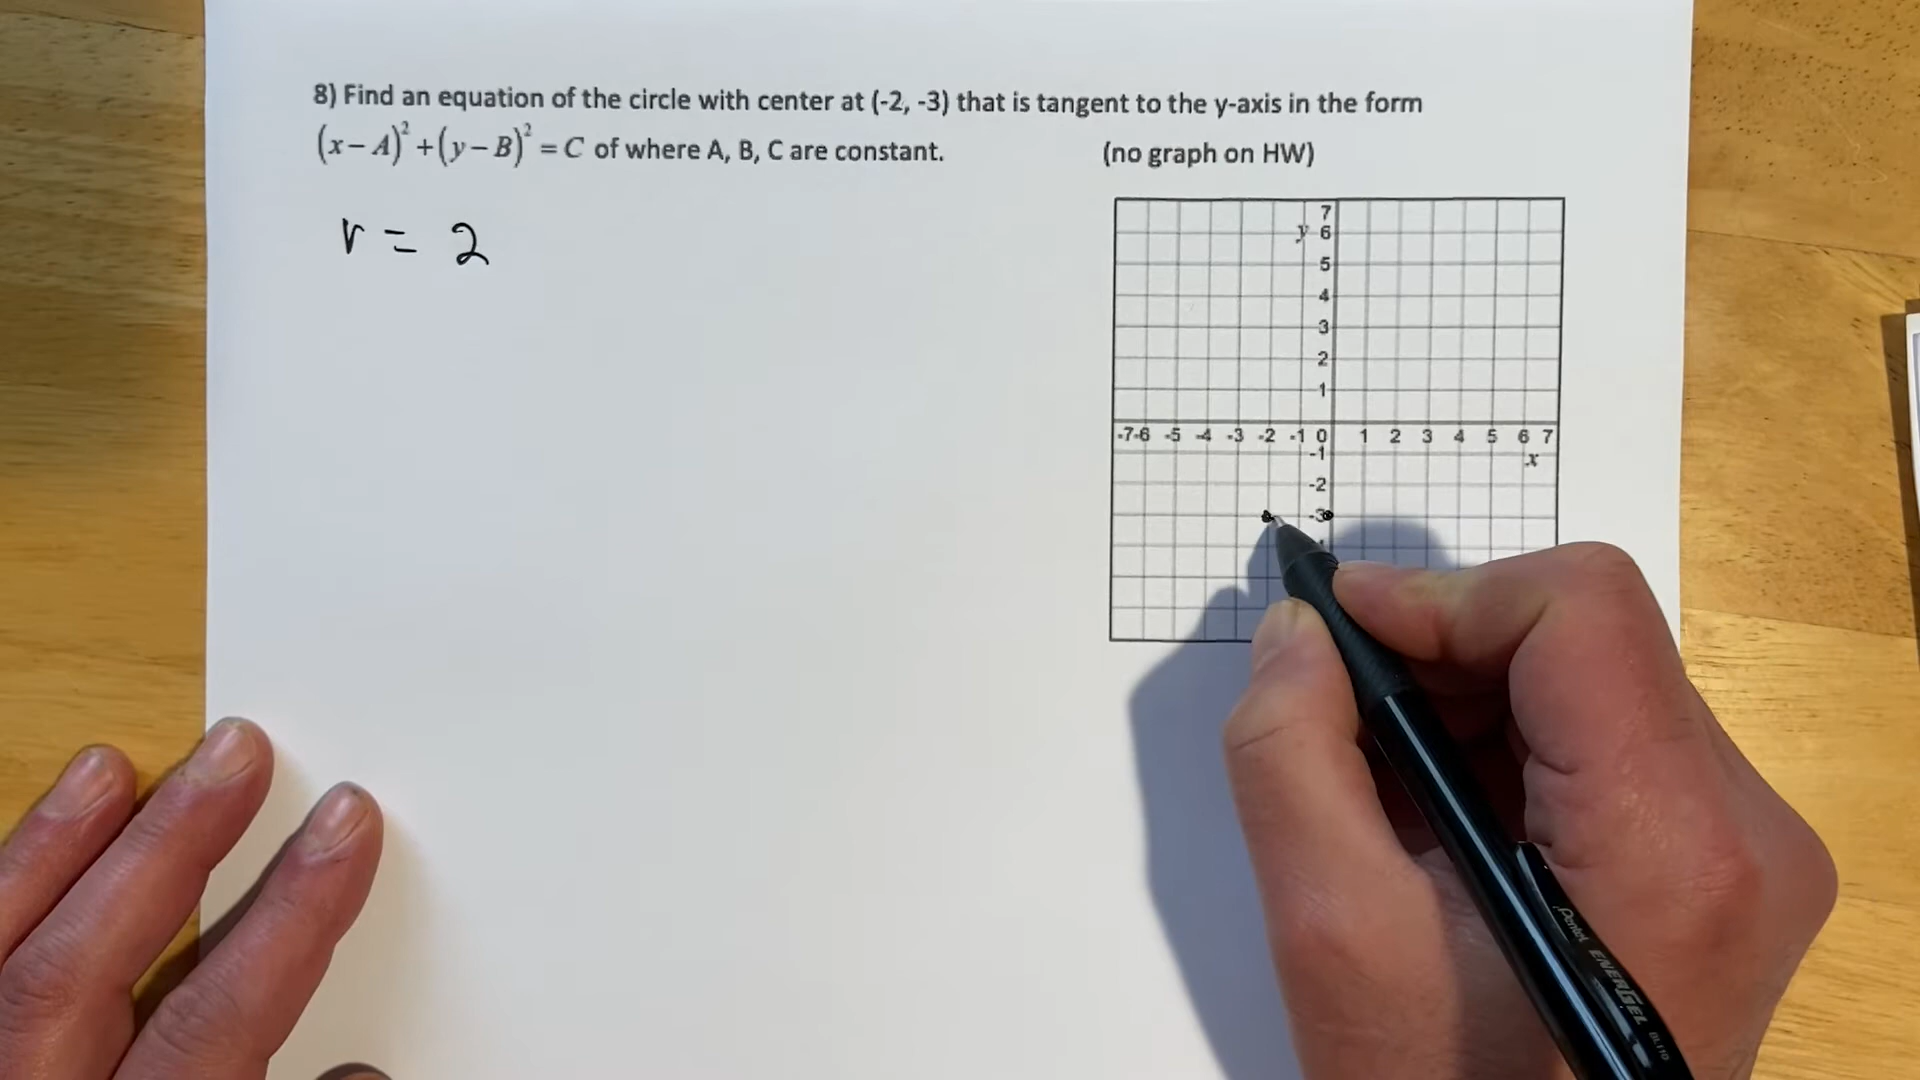 8) Find an equation of the circle with center at (-2, -3) that is tangent to the y-axis in the form
(x − A)² + (y − B)² = C of where A, B, C are constant.
(no graph on HW)
r = 2
7
y 6
5
4
3
2
1
-7 -6 -5 -4 -3 -2 -1 0 1 2 3 4 5 6 7
-1
x
-2
-3
Pentel ENERGEL BL110